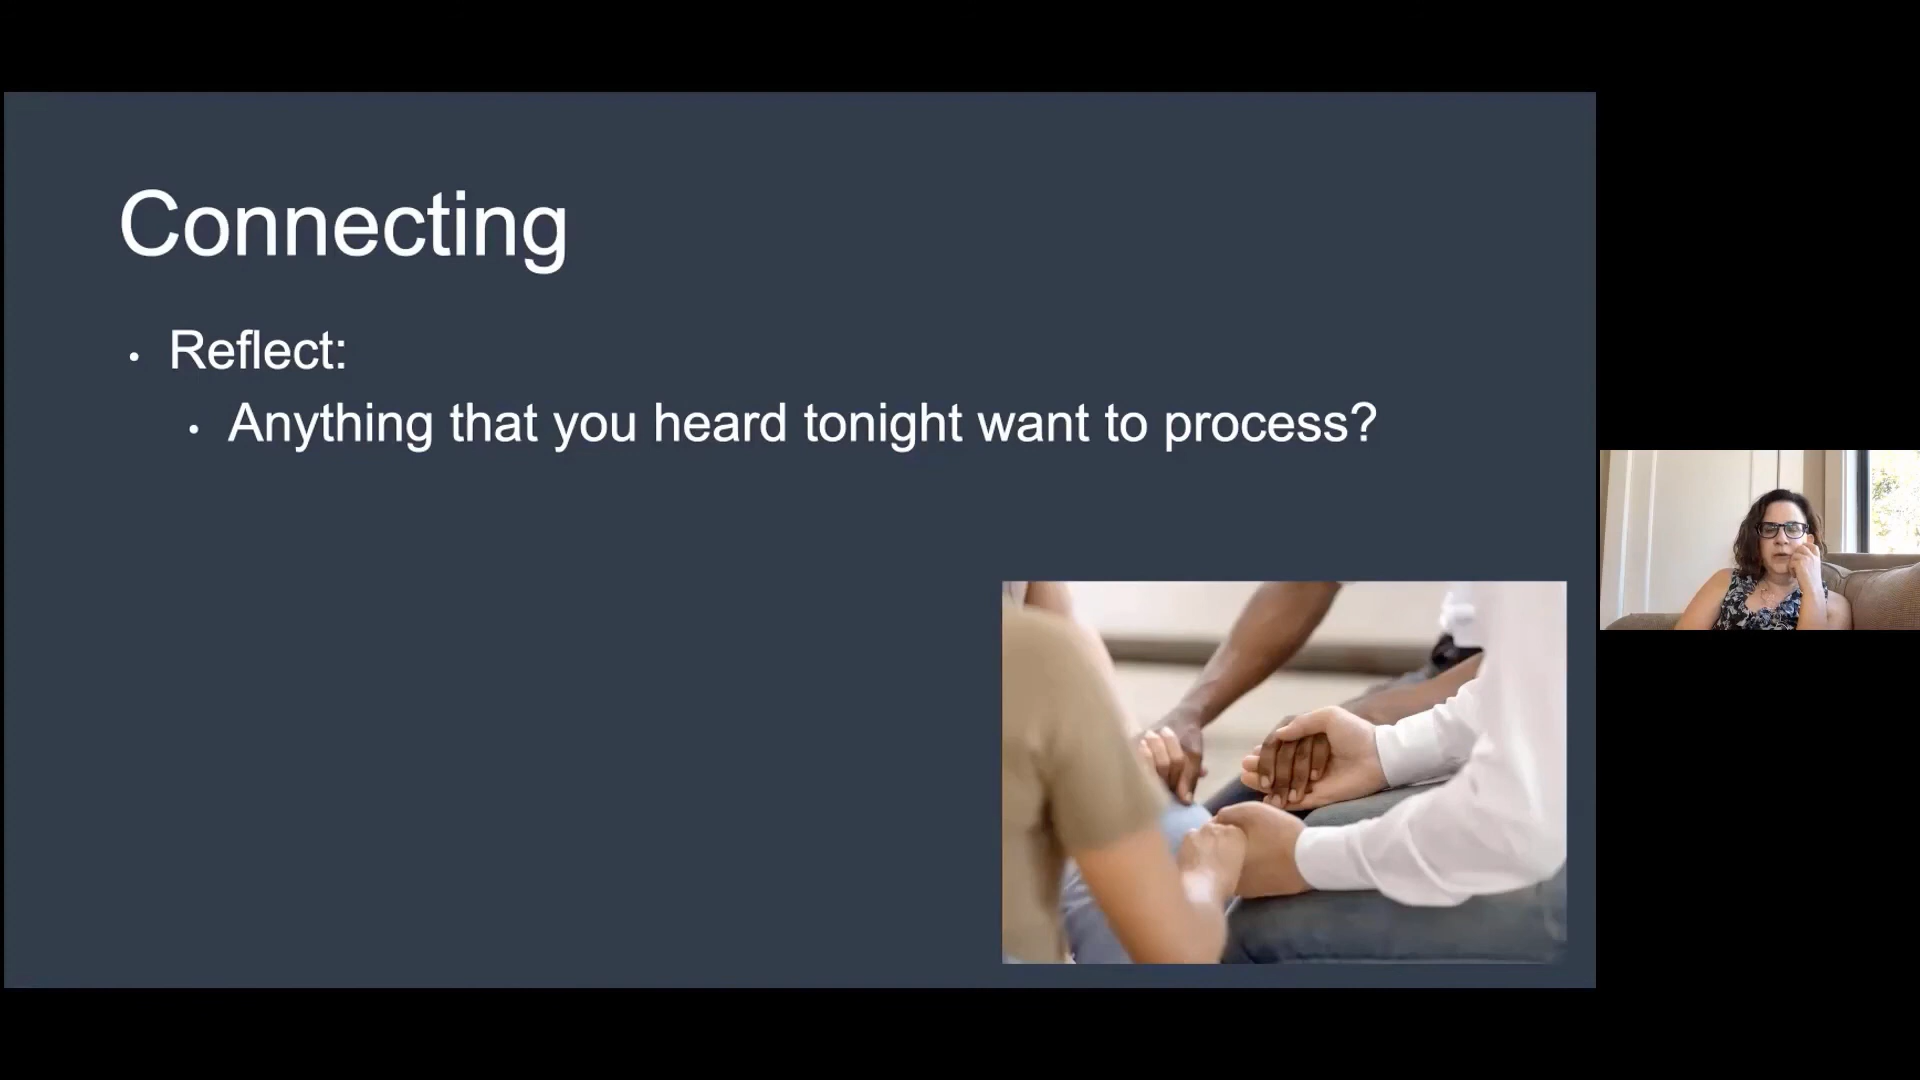 Connecting
• Reflect:
• Anything that you heard tonight want to process?